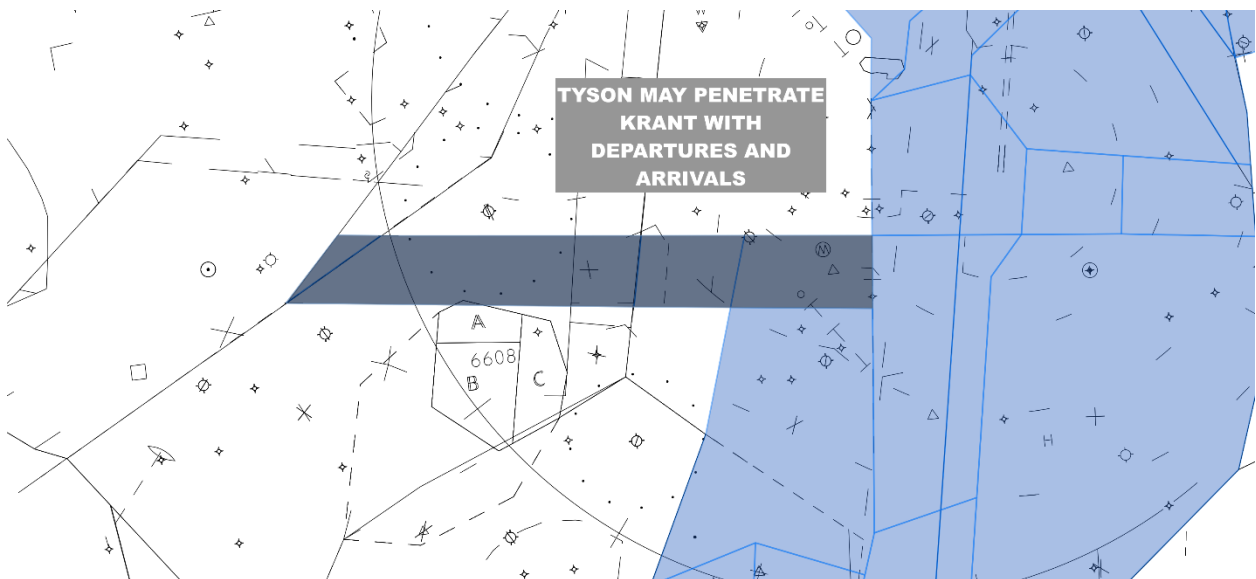 TYSON MAY PENETRATE
KRANT WITH
DEPARTURES AND
ARRIVALS
M
A
6608
B
C
H